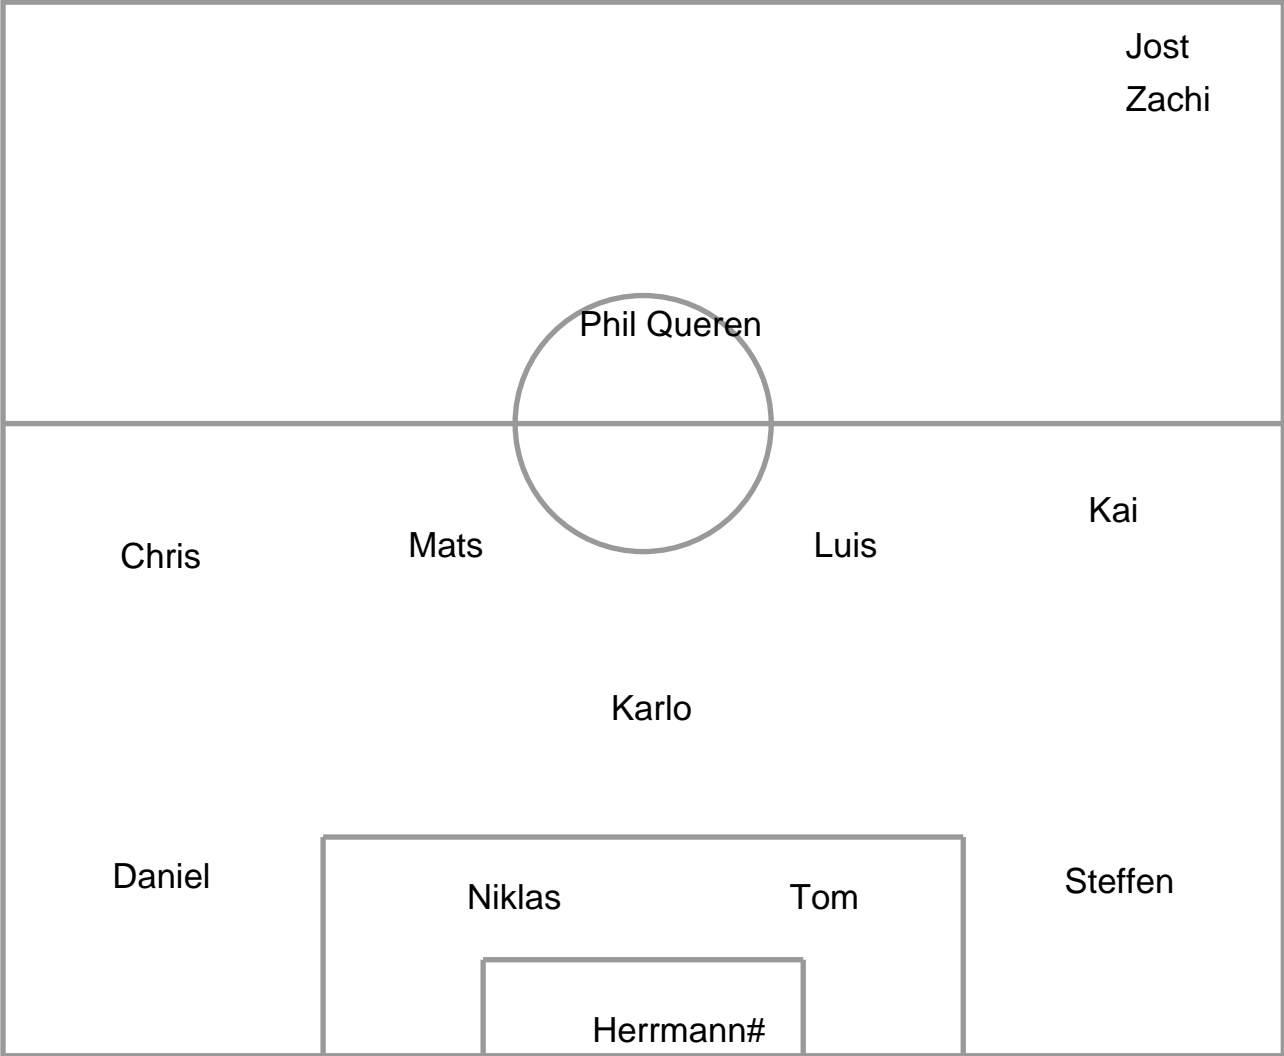 Jost
Zachi
Phil Queren
Kai
Chris
Mats
Luis
Karlo
Daniel
Steffen
Niklas
Tom
Herrmann#